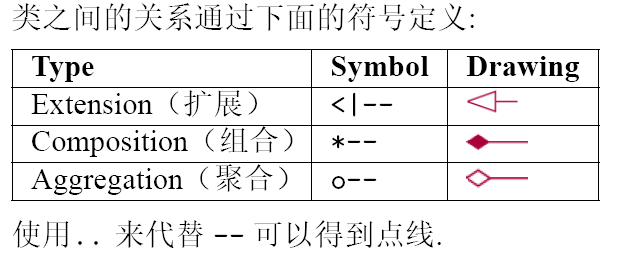 类之间的关系通过下面的符号定义:
Type Symbol Drawing
Extension（扩展） <|--
Composition（组合） *--
Aggregation（聚合） o--
使用.. 来代替 -- 可以得到点线.